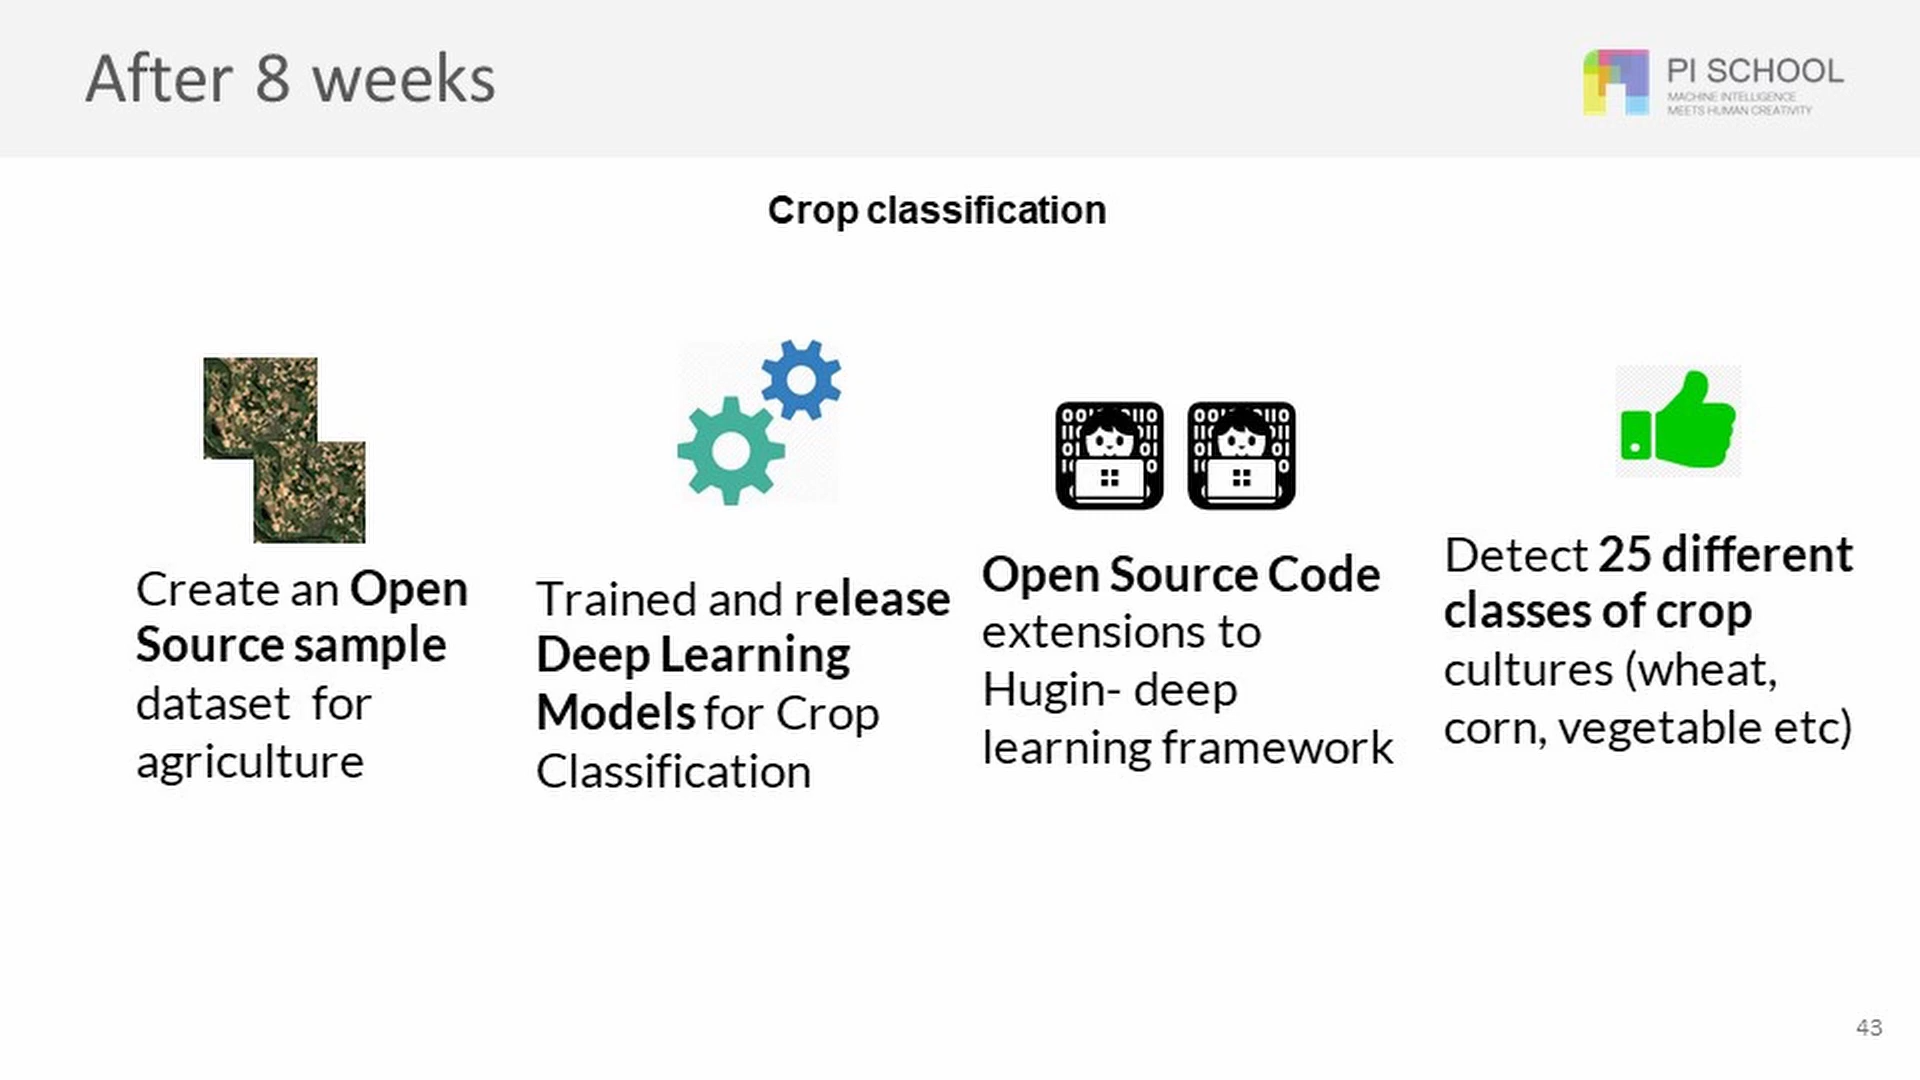 After 8 weeks
PI SCHOOL
MACHINE INTELLIGENCE
MEETS HUMAN CREATIVITY
Crop classification
Create an Open
Source sample
dataset for
agriculture
Trained and release
Deep Learning
Models for Crop
Classification
Open Source Code
extensions to
Hugin- deep
learning framework
Detect 25 different
classes of crop
cultures (wheat,
corn, vegetable etc)
43